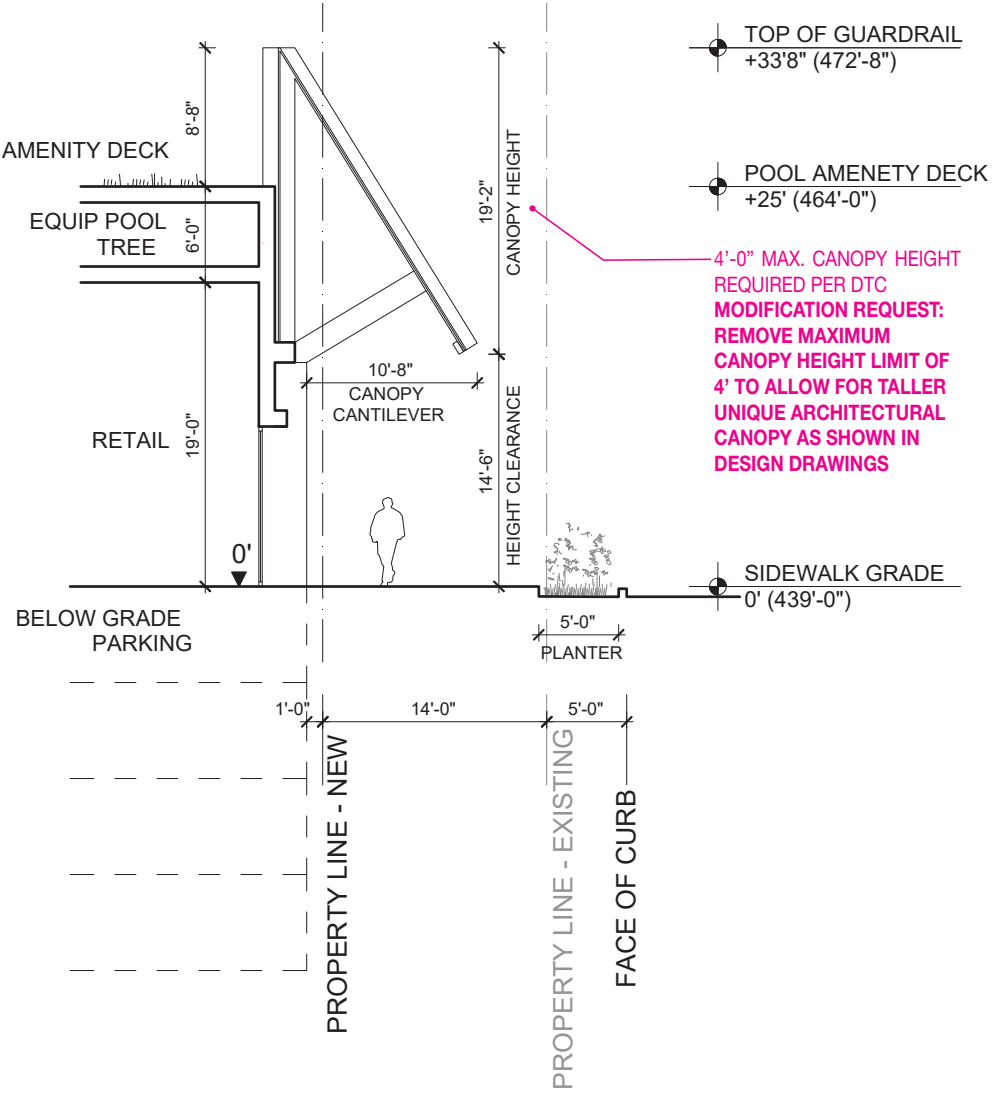 TOP OF GUARDRAIL
+33'8" (472'-8")
8'-8"
AMENITY DECK
POOL AMENETY DECK
+25' (464'-0")
EQUIP POOL
TREE
6'-0"
19'-2"
CANOPY HEIGHT
4'-0” MAX. CANOPY HEIGHT
REQUIRED PER DTC
MODIFICATION REQUEST:
REMOVE MAXIMUM
CANOPY HEIGHT LIMIT OF
4’ TO ALLOW FOR TALLER
UNIQUE ARCHITECTURAL
CANOPY AS SHOWN IN
DESIGN DRAWINGS
10'-8"
CANOPY
CANTILEVER
RETAIL
19'-0"
14'-6"
HEIGHT CLEARANCE
0'
SIDEWALK GRADE
0' (439'-0")
BELOW GRADE
PARKING
5'-0"
PLANTER
1'-0"
14'-0"
5'-0"
PROPERTY LINE - NEW
PROPERTY LINE - EXISTING
FACE OF CURB